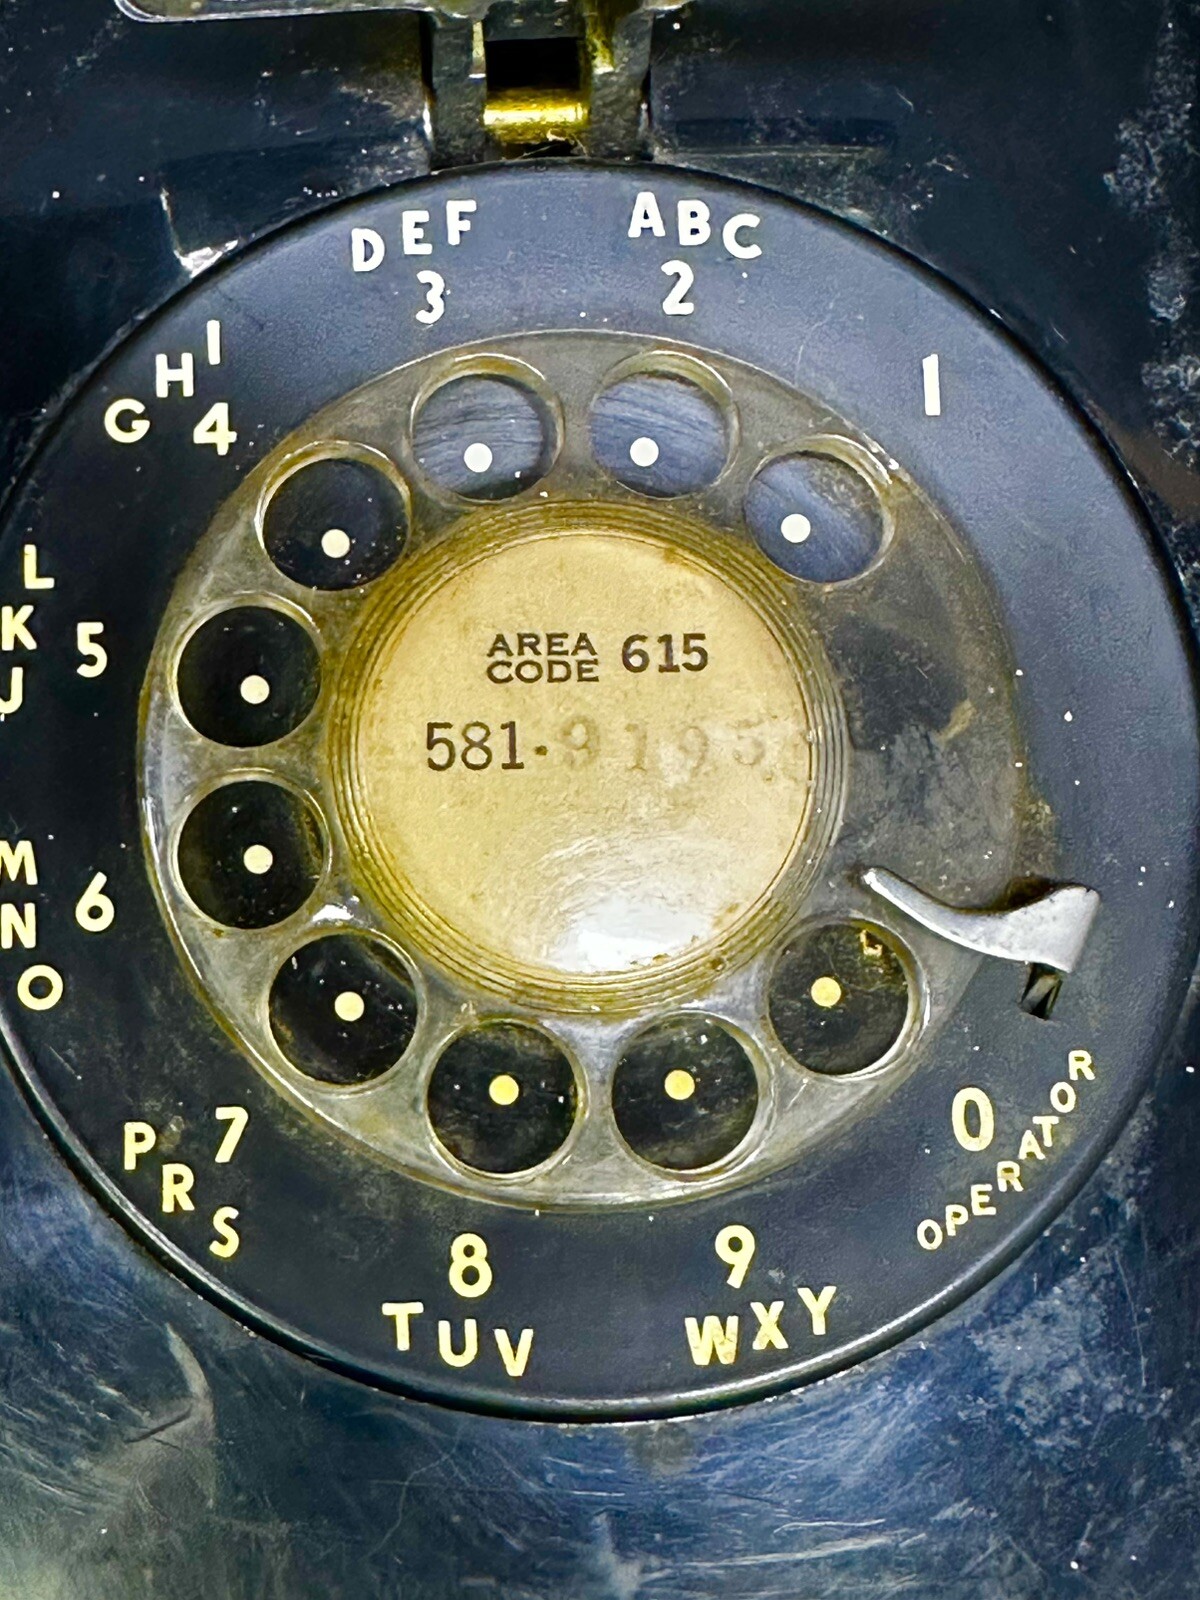 DEF ABC
3 2
GHI 1
4
JKL 5
AREA CODE 615
581-919
MNO 6
PRS 7
0
OPERATOR
8 9
TUV WXY